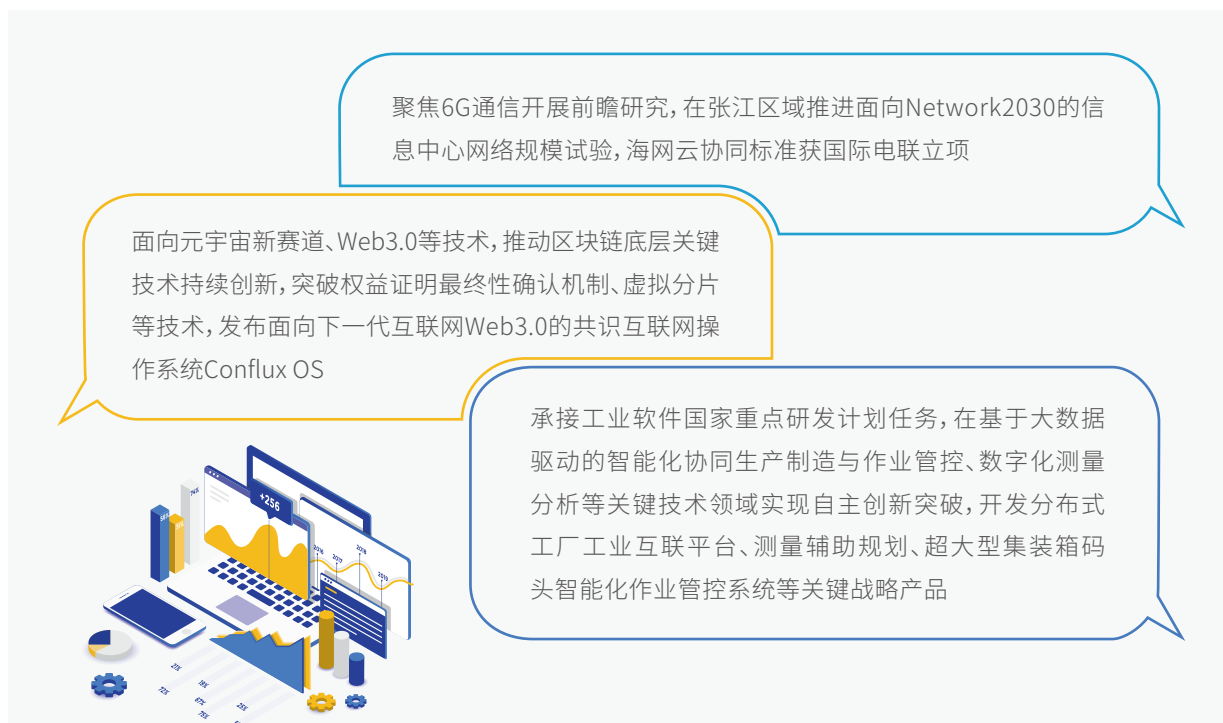 聚焦6G通信开展前瞻研究,在张江区域推进面向Network2030的信
息中心网络规模试验,海网云协同标准获国际电联立项
面向元宇宙新赛道、Web3.0等技术,推动区块链底层关键
技术持续创新,突破权益证明最终性确认机制、虚拟分片
等技术,发布面向下一代互联网Web3.0的共识互联网操
作系统Conflux OS
承接工业软件国家重点研发计划任务,在基于大数据
驱动的智能化协同生产制造与作业管控、数字化测量
分析等关键技术领域实现自主创新突破,开发分布式
工厂工业互联平台、测量辅助规划、超大型集装箱码
头智能化作业管控系统等关键战略产品
74%
58%
+256
2016
2017
2018
2019
21%
19%
72%
67%
25%
75%